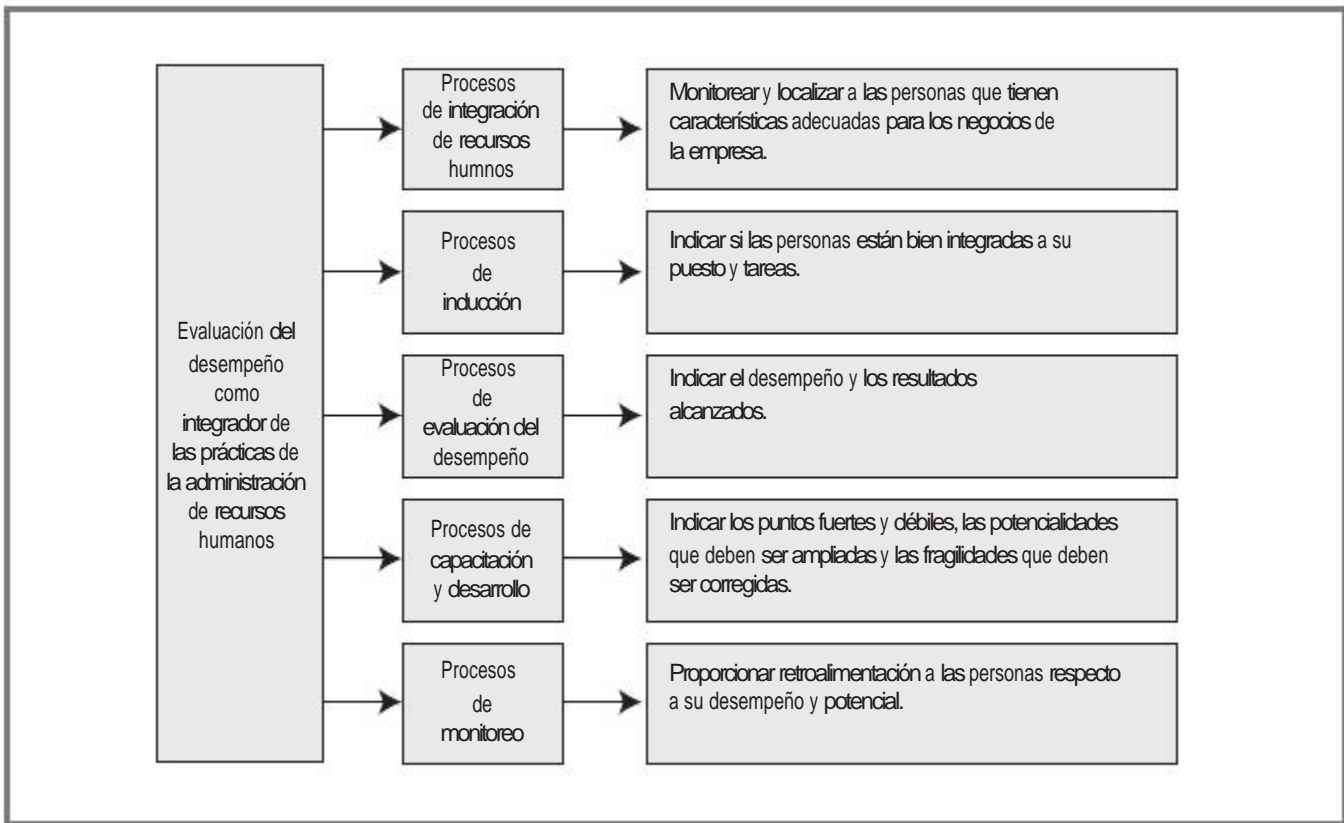 Evaluación del
desempeño
como
integrador de
las prácticas de
la administración
de recursos
humanos
Procesos
de integración
de recursos
humnos
Monitorear y localizar a las personas que tienen
características adecuadas para los negocios de
la empresa.
Procesos
de
inducción
Indicar si las personas están bien integradas a su
puesto y tareas.
Procesos
de
evaluación del
desempeño
Indicar el desempeño y los resultados
alcanzados.
Procesos de
capacitación
y desarrollo
Indicar los puntos fuertes y débiles, las potencialidades
que deben ser ampliadas y las fragilidades que deben
ser corregidas.
Procesos
de
monitoreo
Proporcionar retroalimentación a las personas respecto
a su desempeño y potencial.